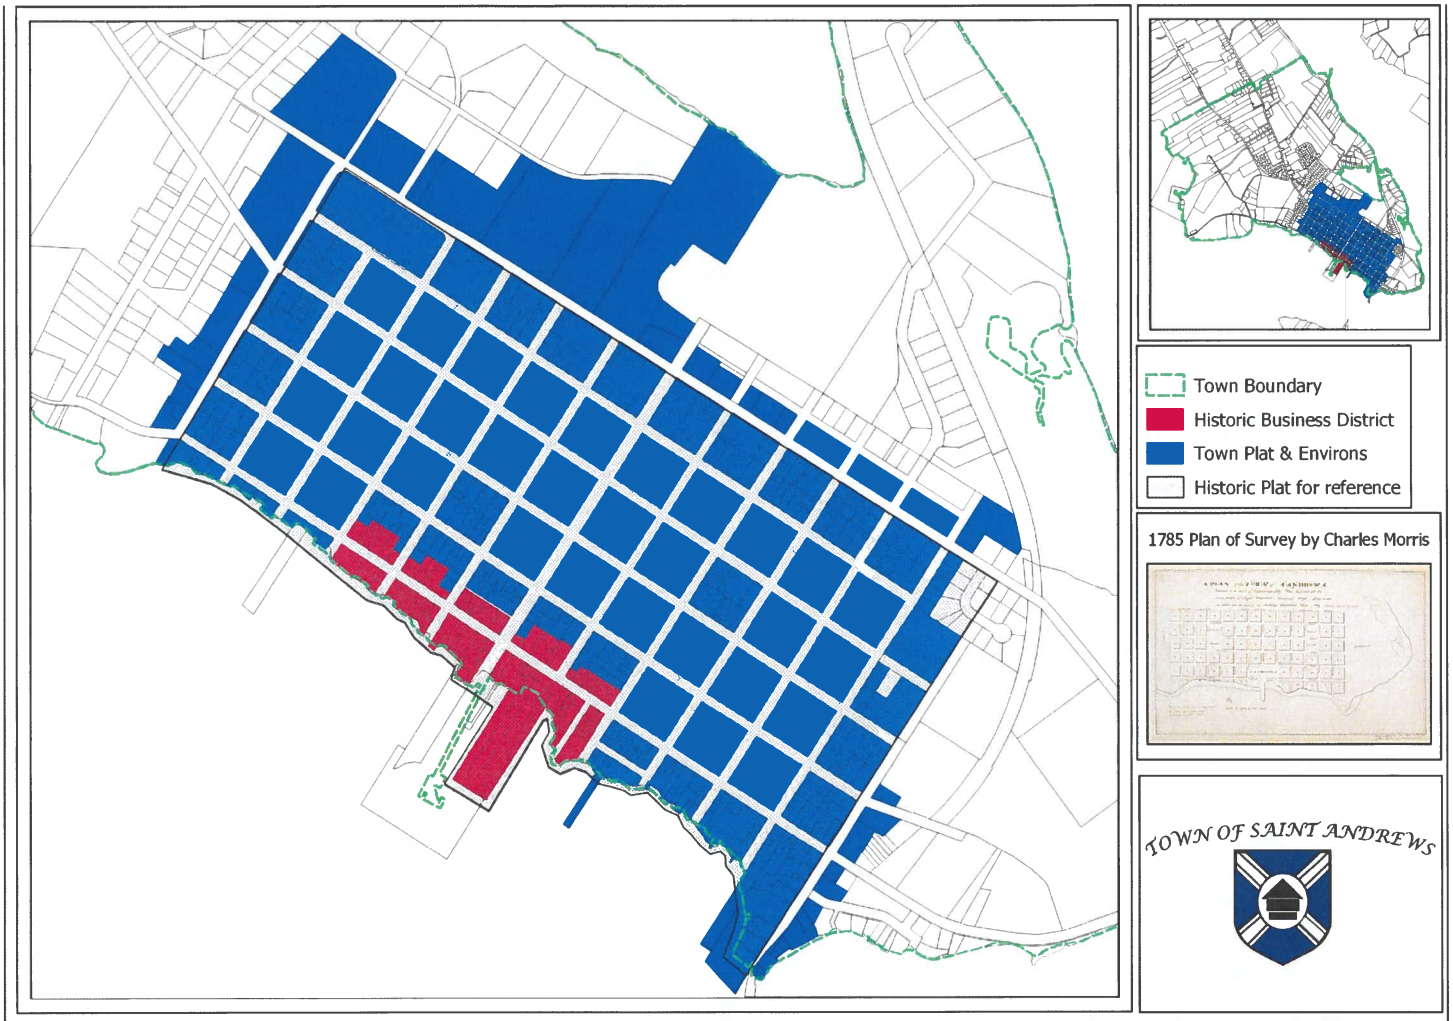 Town Boundary
Historic Business District
Town Plat & Environs
Historic Plat for reference
1785 Plan of Survey by Charles Morris
TOWN OF SAINT ANDREWS